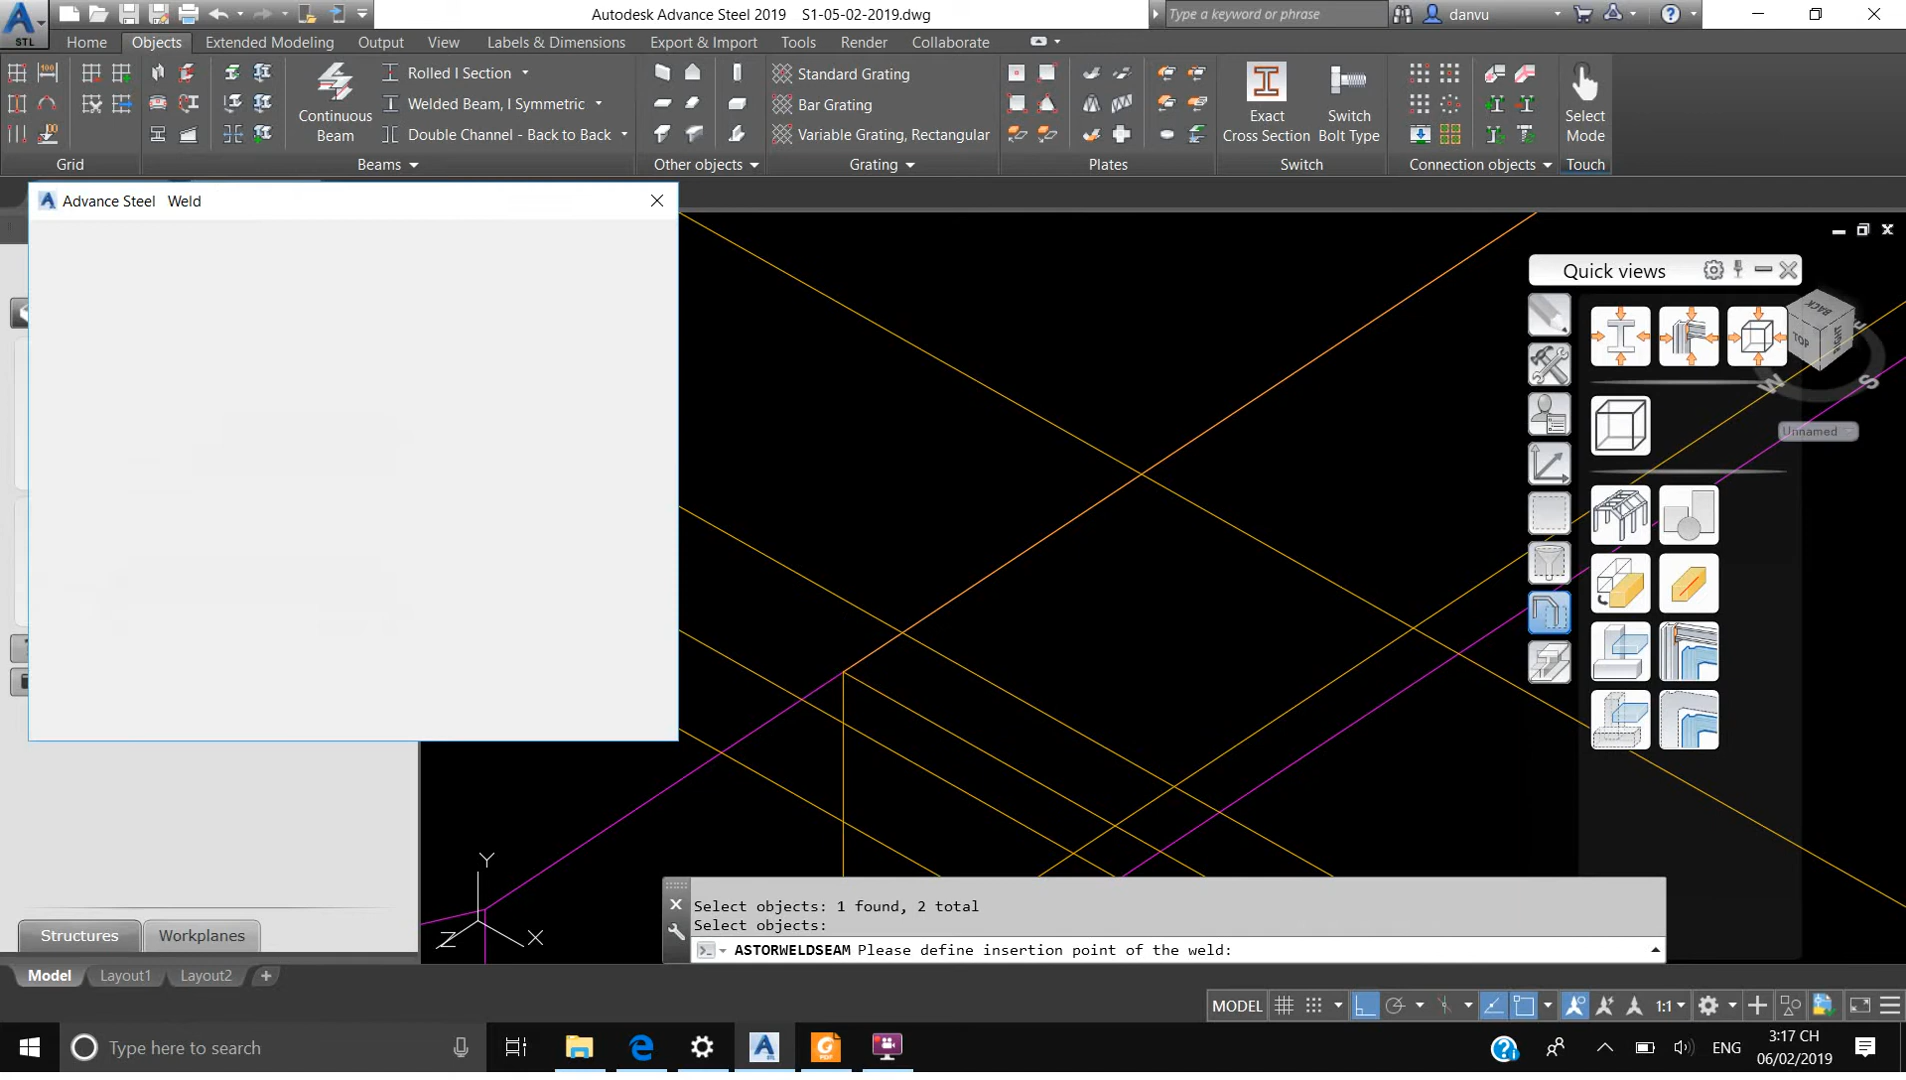 Autodesk Advance Steel 2019 S1-05-02-2019.dwg
Type a keyword or phrase
danvu
STL
Home Objects Extended Modeling Output View Labels & Dimensions Export & Import Tools Render Collaborate
Continuous
Beam
Rolled I Section
Welded Beam, I Symmetric
Double Channel - Back to Back
Standard Grating
Bar Grating
Variable Grating, Rectangular
Exact
Cross Section
Switch
Bolt Type
Select
Mode
Grid Beams Other objects Grating Plates Switch Connection objects Touch
Advance Steel Weld
Quick views
BACK
TOP
RIGHT
W
S
Unnamed
Y
Z
X
Select objects: 1 found, 2 total
Select objects:
ASTORWELDSEAM Please define insertion point of the weld:
Structures Workplanes
Model Layout1 Layout2
MODEL 1:1
Type here to search
ENG
3:17 CH
06/02/2019